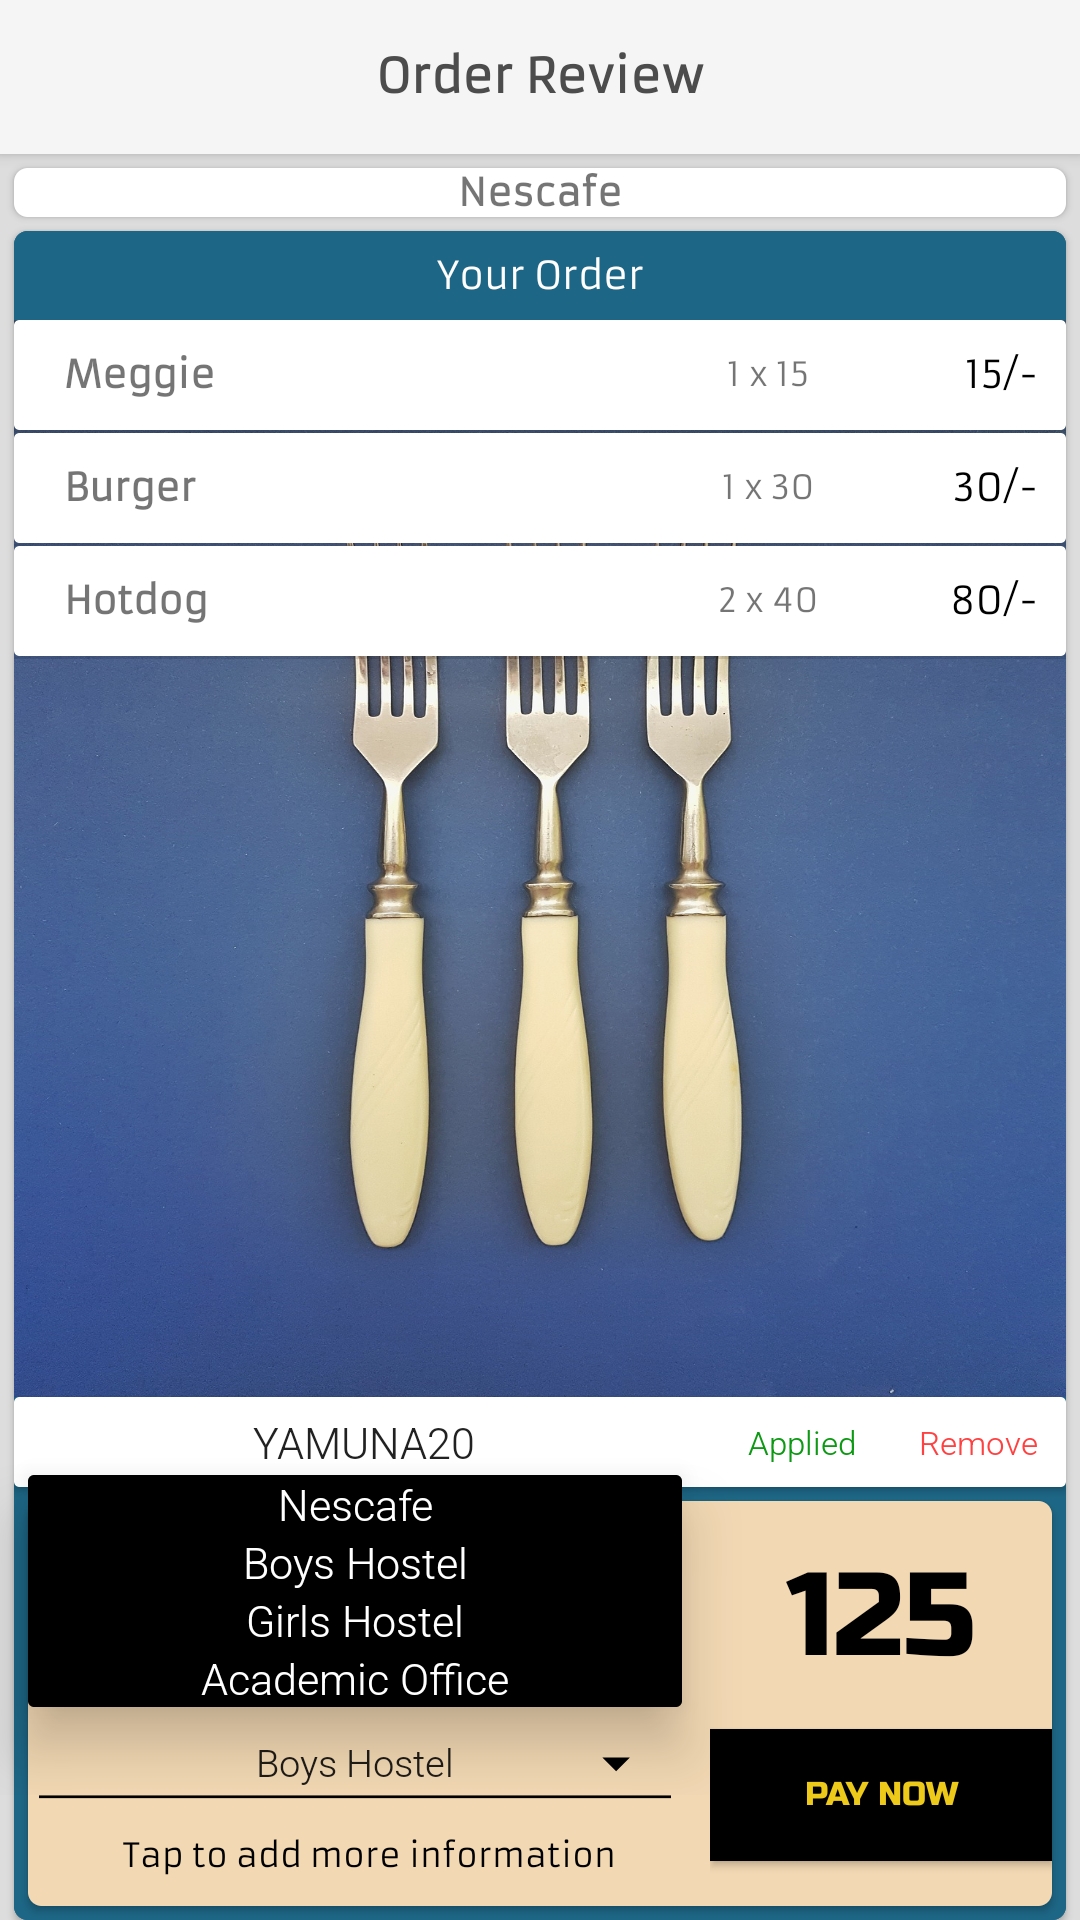 Order Review
Nescafe
Your Order
Meggie 1 x 15 15/-
Burger 1 x 30 30/-
Hotdog 2 x 40 80/-
YAMUNA20 Applied Remove
Nescafe
Boys Hostel
Girls Hostel
Academic Office
125
Boys Hostel
PAY NOW
Tap to add more information